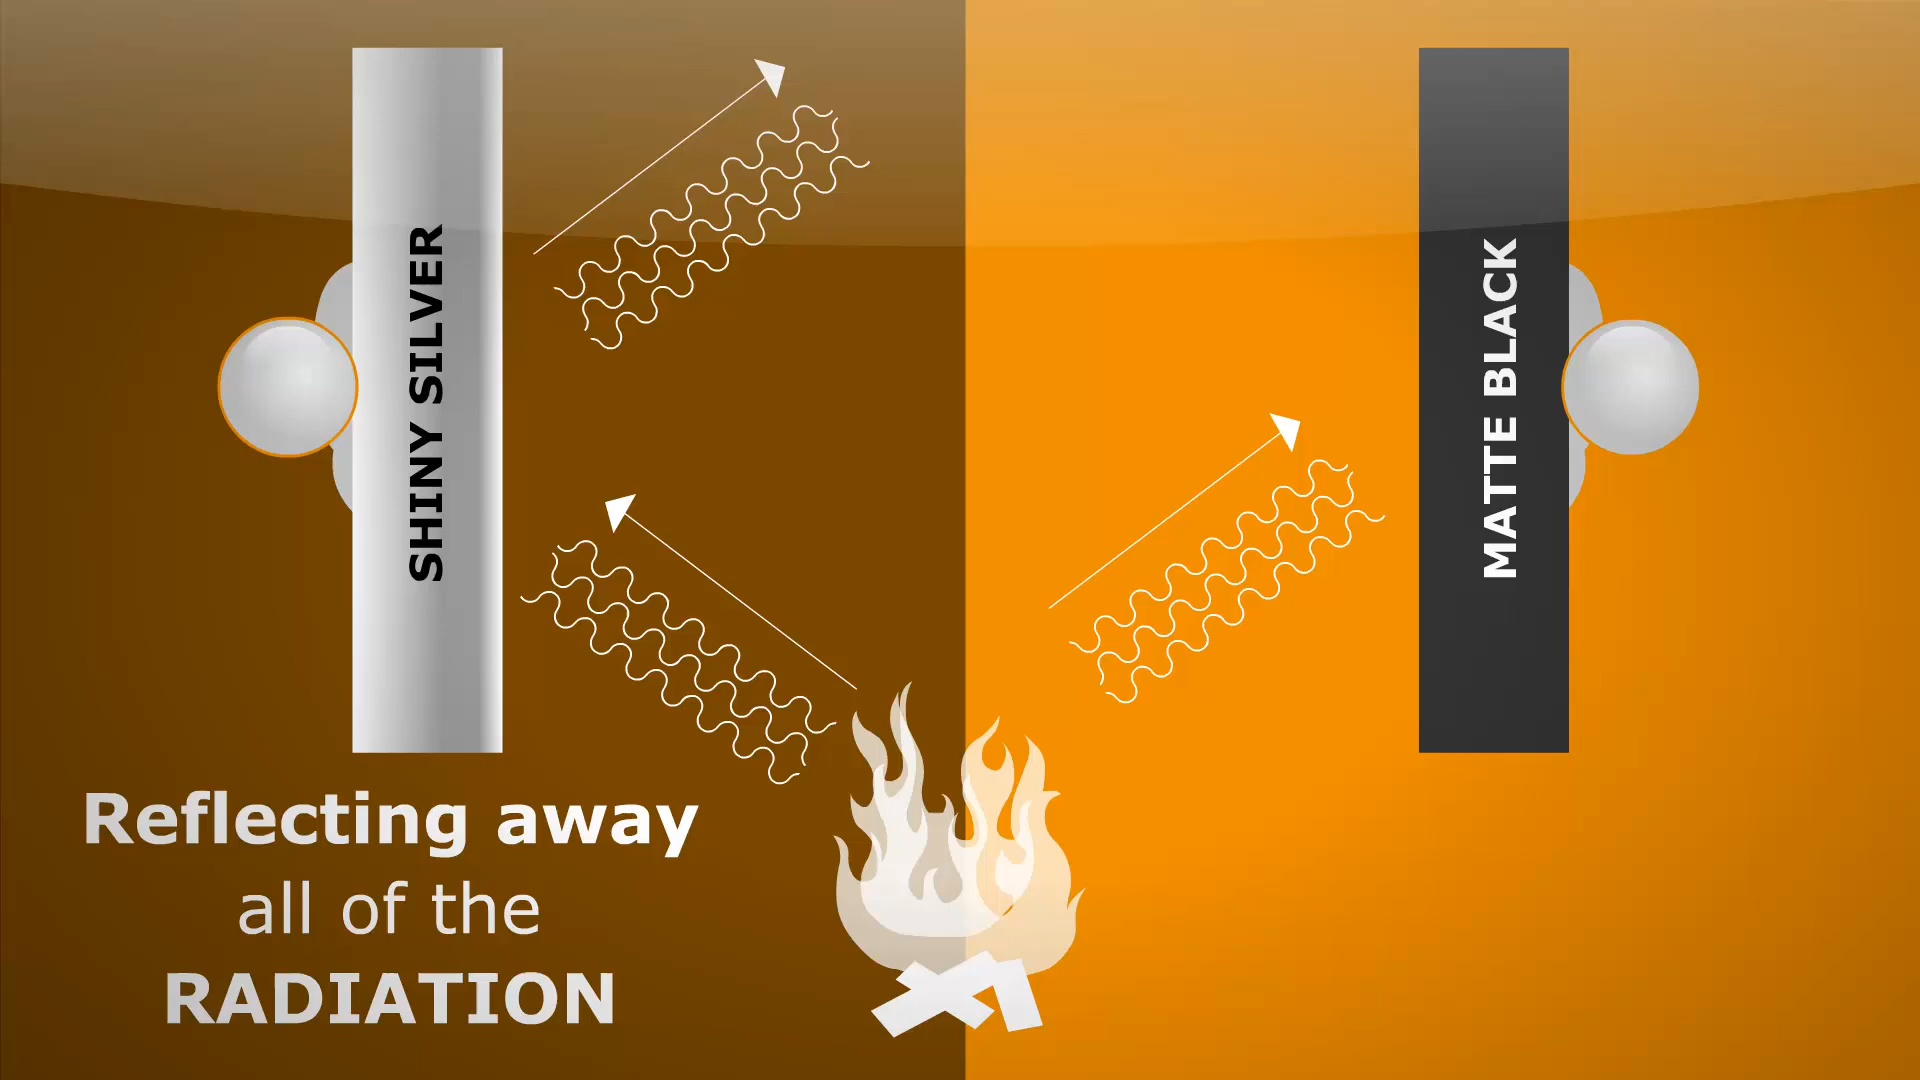 SHINY SILVER
MATTE BLACK
Reflecting away
all of the
RADIATION